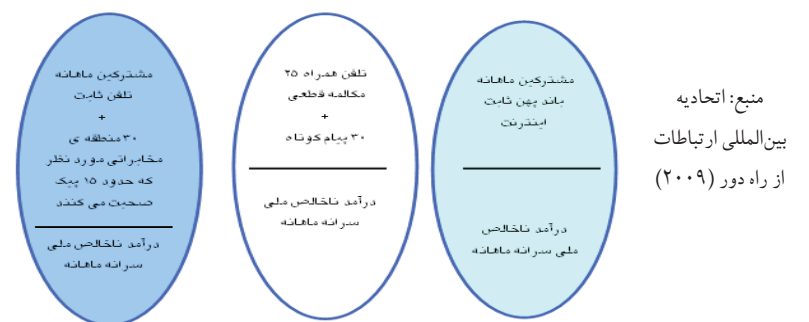 منبع: اتحادیه
بین‌المللی ارتباطات
از راه دور (۲۰۰۹)
مشترکین ماهانه
باند پهن ثابت
اینترنت
درآمد ناخالص
ملی سرانه ماهانه
تلفن همراه ۲۵
مکالمه قطعی
+
۳۰ پیام کوتاه
درآمد ناخالص ملی
سرانه ماهانه
مشترکین ماهانه
تلفن ثابت
+
۳۰ منطقه ی
مخابراتی مورد نظر
که حدود ۱۵ پیک
صحبت می کنند
درآمد ناخالص ملی
سرانه ماهانه